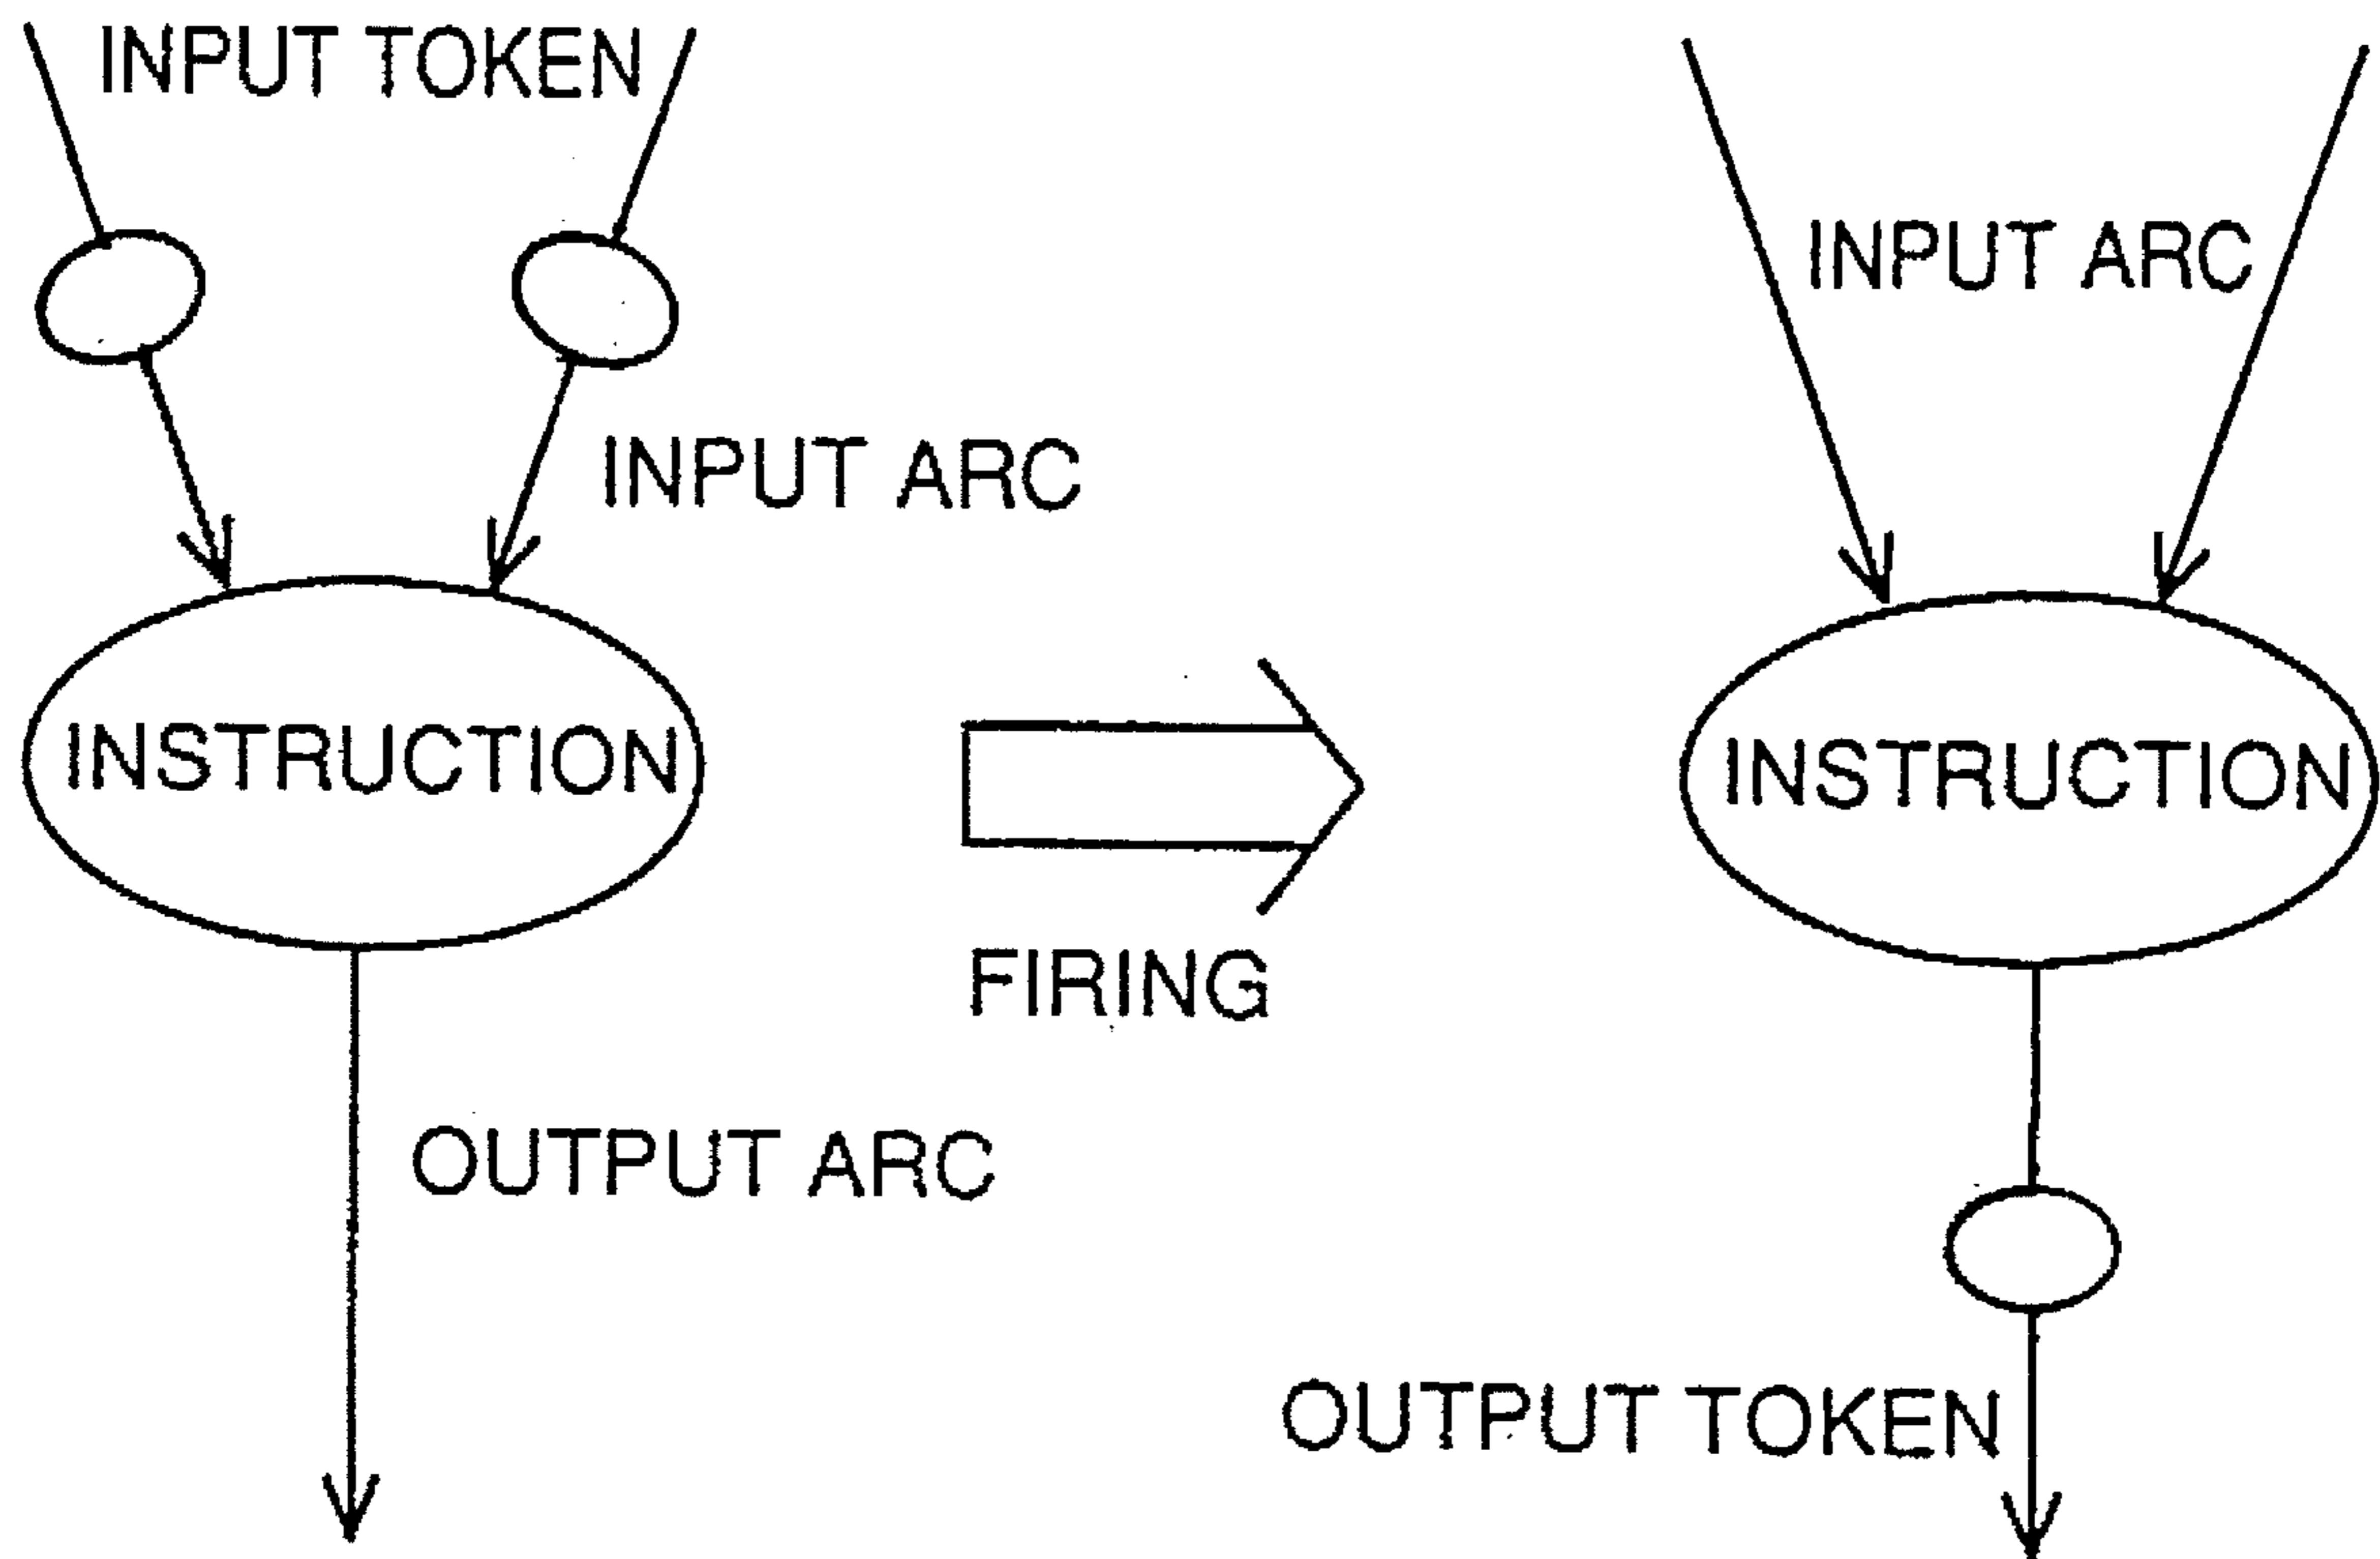 INPUT TOKEN
INPUT ARC
INSTRUCTION
OUTPUT ARC
FIRING
INPUT ARC
INSTRUCTION
OUTPUT TOKEN